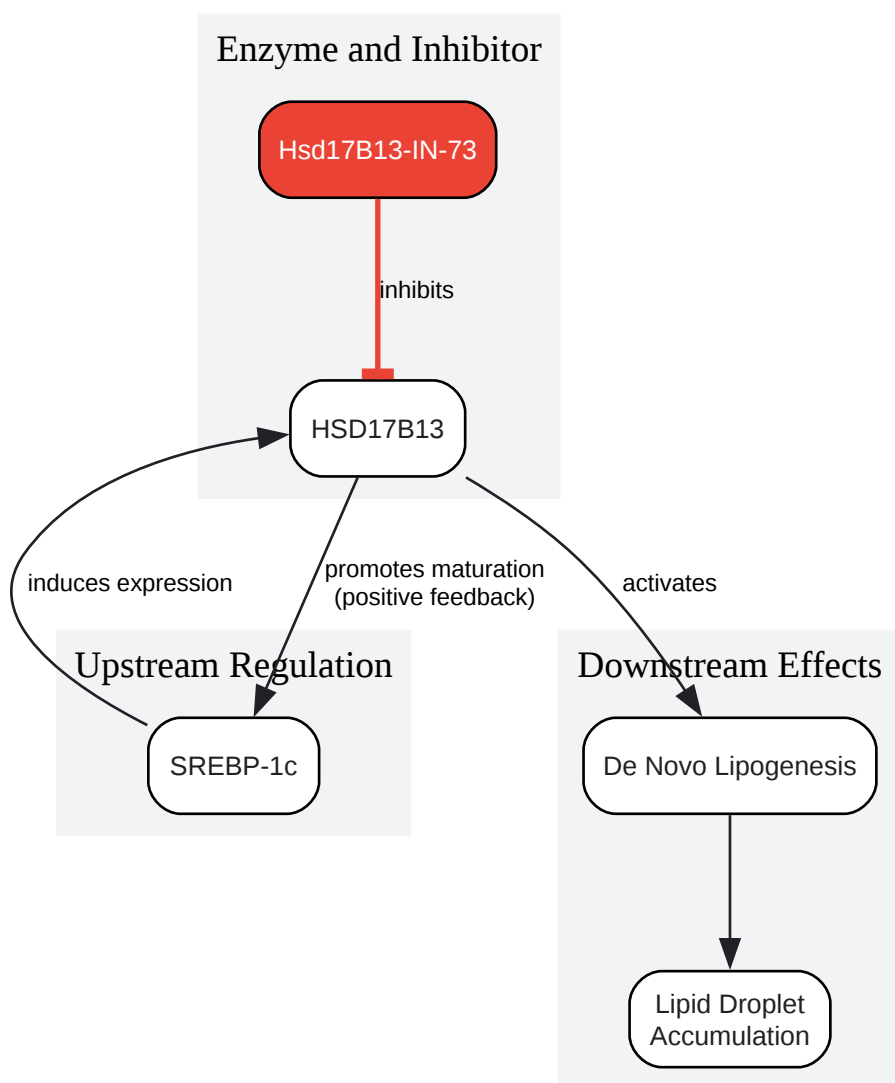 Enzyme and Inhibitor
Hsd17B13-IN-73
inhibits
HSD17B13
induces expression
promotes maturation
(positive feedback)
activates
Upstream Regulation
Downstream Effects
SREBP-1c
De Novo Lipogenesis
Lipid Droplet
Accumulation